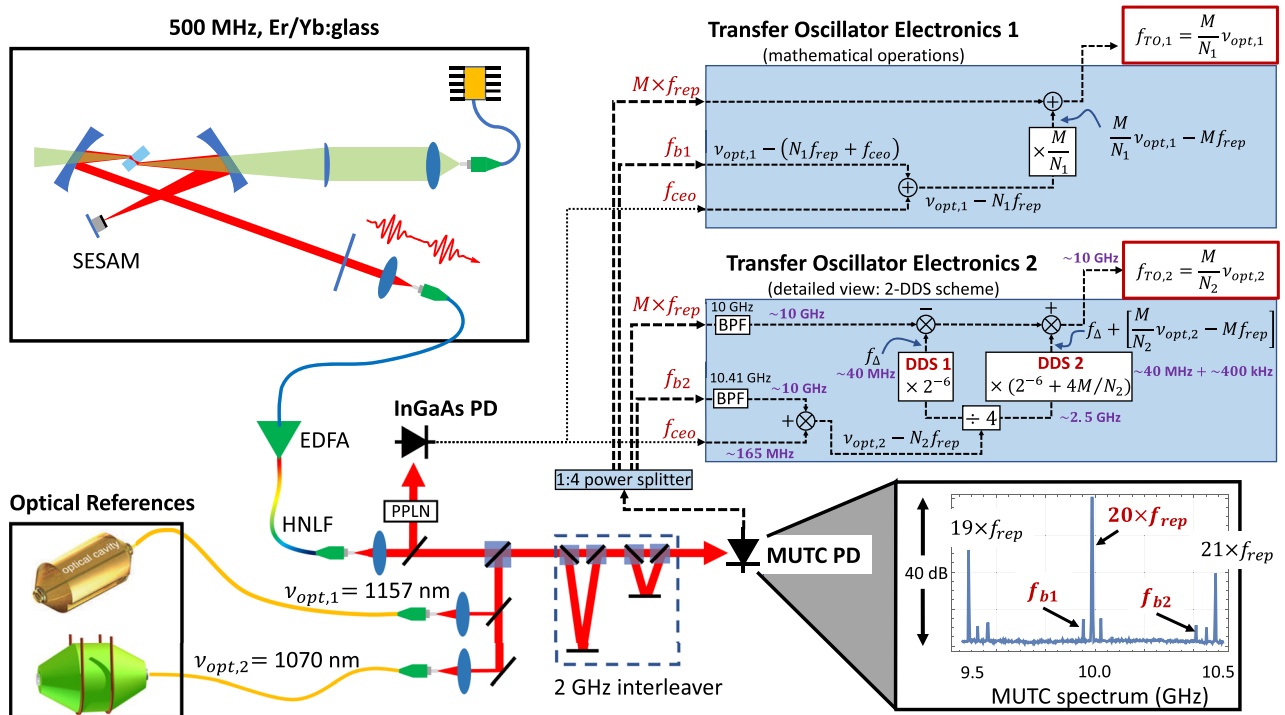 500 MHz, Er/Yb:glass
SESAM
EDFA
HNLF
InGaAs PD
PPLN
Optical References
optical cavity
ν_opt,1 = 1157 nm
ν_opt,2 = 1070 nm
2 GHz interleaver
MUTC PD
1:4 power splitter
Transfer Oscillator Electronics 1
(mathematical operations)
f_TO,1 = M/N_1 ν_opt,1
M×f_rep
+
f_b1
ν_opt,1 − (N_1 f_rep + f_ceo)
× M/N_1
M/N_1 ν_opt,1 − M f_rep
f_ceo
+
ν_opt,1 − N_1 f_rep
Transfer Oscillator Electronics 2
(detailed view: 2-DDS scheme)
~10 GHz
f_TO,2 = M/N_2 ν_opt,2
M×f_rep
10 GHz
BPF
~10 GHz
−
+
f_Δ
f_Δ + [M/N_2 ν_opt,2 − M f_rep]
~40 MHz
DDS 1
× 2^−6
DDS 2
× (2^−6 + 4M/N_2)
~40 MHz + ~400 kHz
f_b2
10.41 GHz
BPF
~10 GHz
÷ 4
~2.5 GHz
f_ceo
+
~165 MHz
ν_opt,2 − N_2 f_rep
40 dB
19×f_rep
20×f_rep
21×f_rep
f_b1
f_b2
9.5
10.0
10.5
MUTC spectrum (GHz)